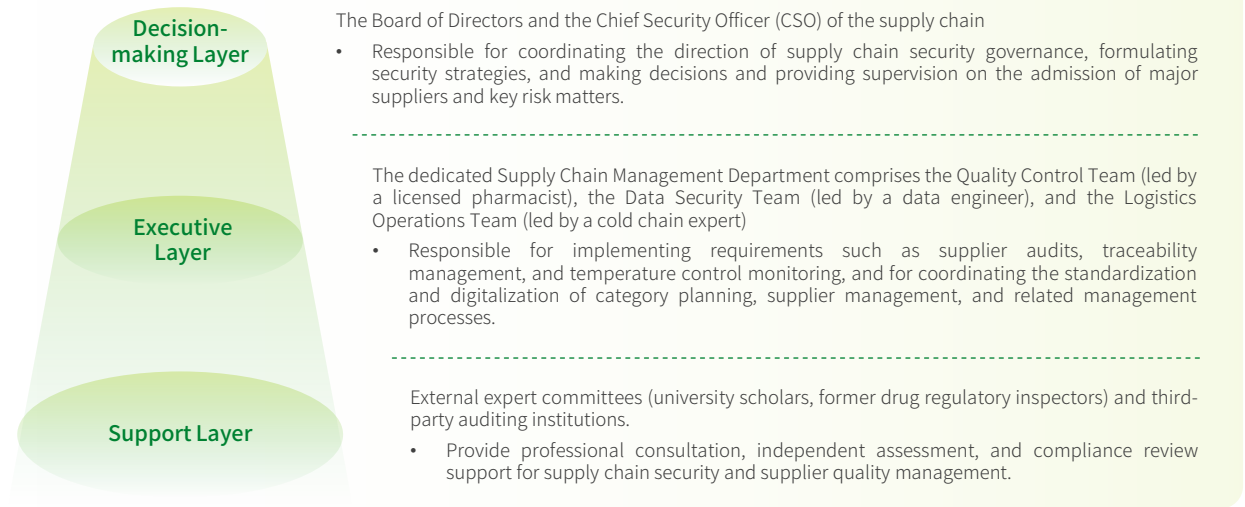 Decision-
making Layer
The Board of Directors and the Chief Security Officer (CSO) of the supply chain
• Responsible for coordinating the direction of supply chain security governance, formulating
security strategies, and making decisions and providing supervision on the admission of major
suppliers and key risk matters.
Executive
Layer
The dedicated Supply Chain Management Department comprises the Quality Control Team (led by
a licensed pharmacist), the Data Security Team (led by a data engineer), and the Logistics
Operations Team (led by a cold chain expert)
• Responsible for implementing requirements such as supplier audits, traceability
management, and temperature control monitoring, and for coordinating the standardization
and digitalization of category planning, supplier management, and related management
processes.
Support Layer
External expert committees (university scholars, former drug regulatory inspectors) and third-
party auditing institutions.
• Provide professional consultation, independent assessment, and compliance review
support for supply chain security and supplier quality management.